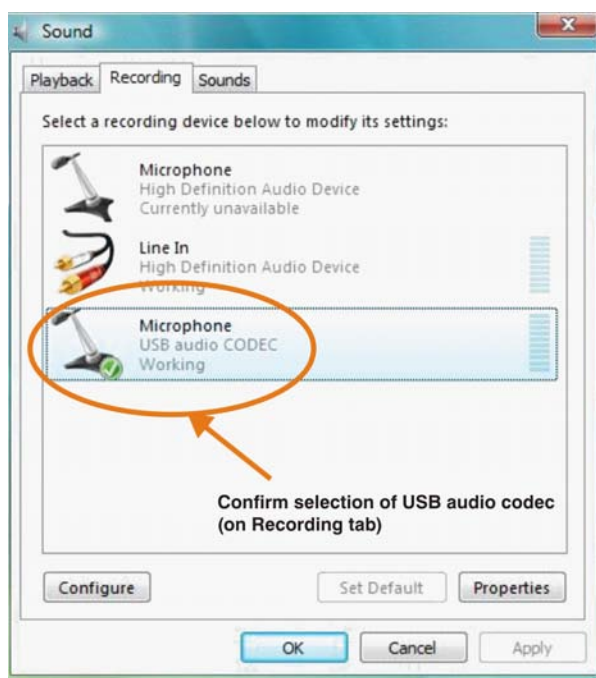 Sound
Playback Recording Sounds
Select a recording device below to modify its settings:
Microphone
High Definition Audio Device
Currently unavailable
Line In
High Definition Audio Device
Working
Microphone
USB audio CODEC
Working
Confirm selection of USB audio codec
(on Recording tab)
Configure Set Default Properties
OK Cancel Apply